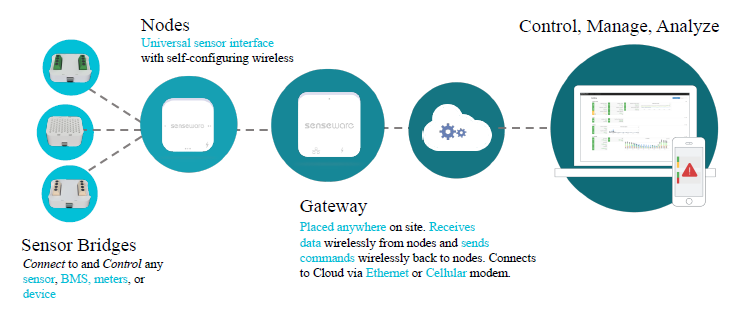 Nodes
Universal sensor interface
with self-configuring wireless
Control, Manage, Analyze
senseware
senseware
Gateway
Placed anywhere on site. Receives
data wirelessly from nodes and sends
commands wirelessly back to nodes. Connects
to Cloud via Ethernet or Cellular modem.
Sensor Bridges
Connect to and Control any
sensor, BMS, meters, or
device